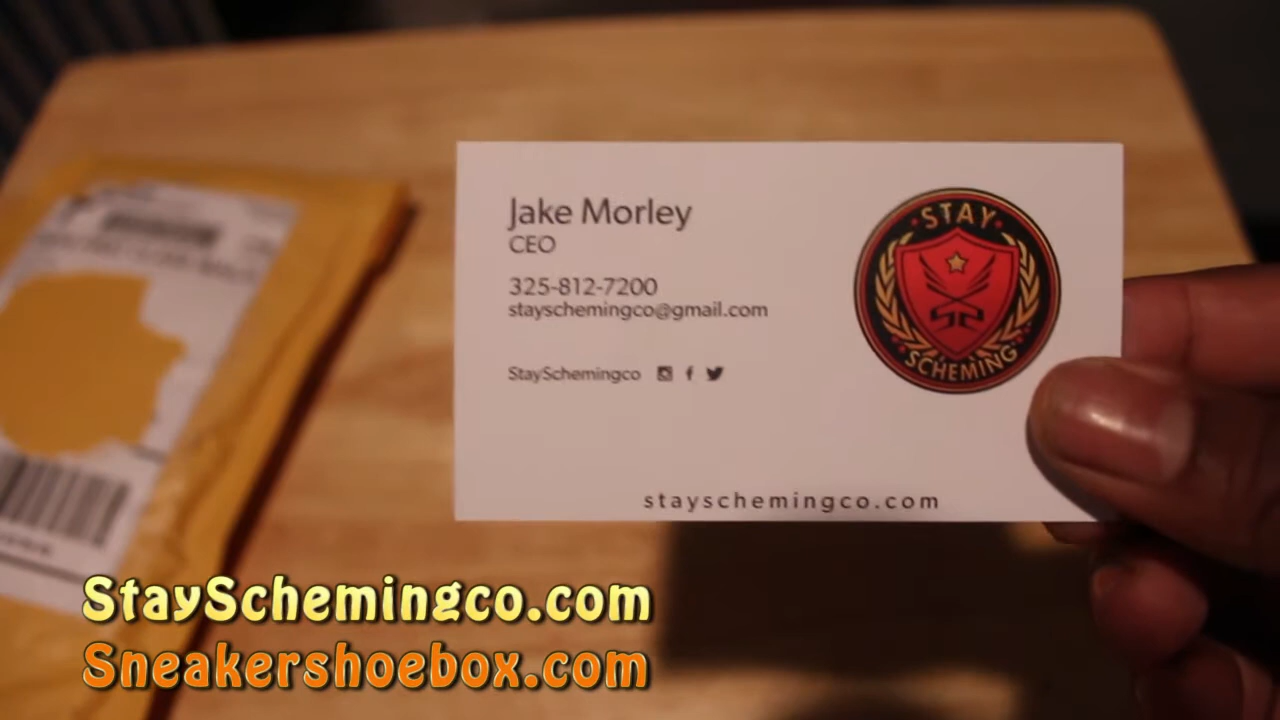 Jake Morley
CEO
325-812-7200
stayschemingco@gmail.com
StaySchemingco
STAY
SCHEMING
stayschemingco.com
StaySchemingco.com
Sneakershoebox.com